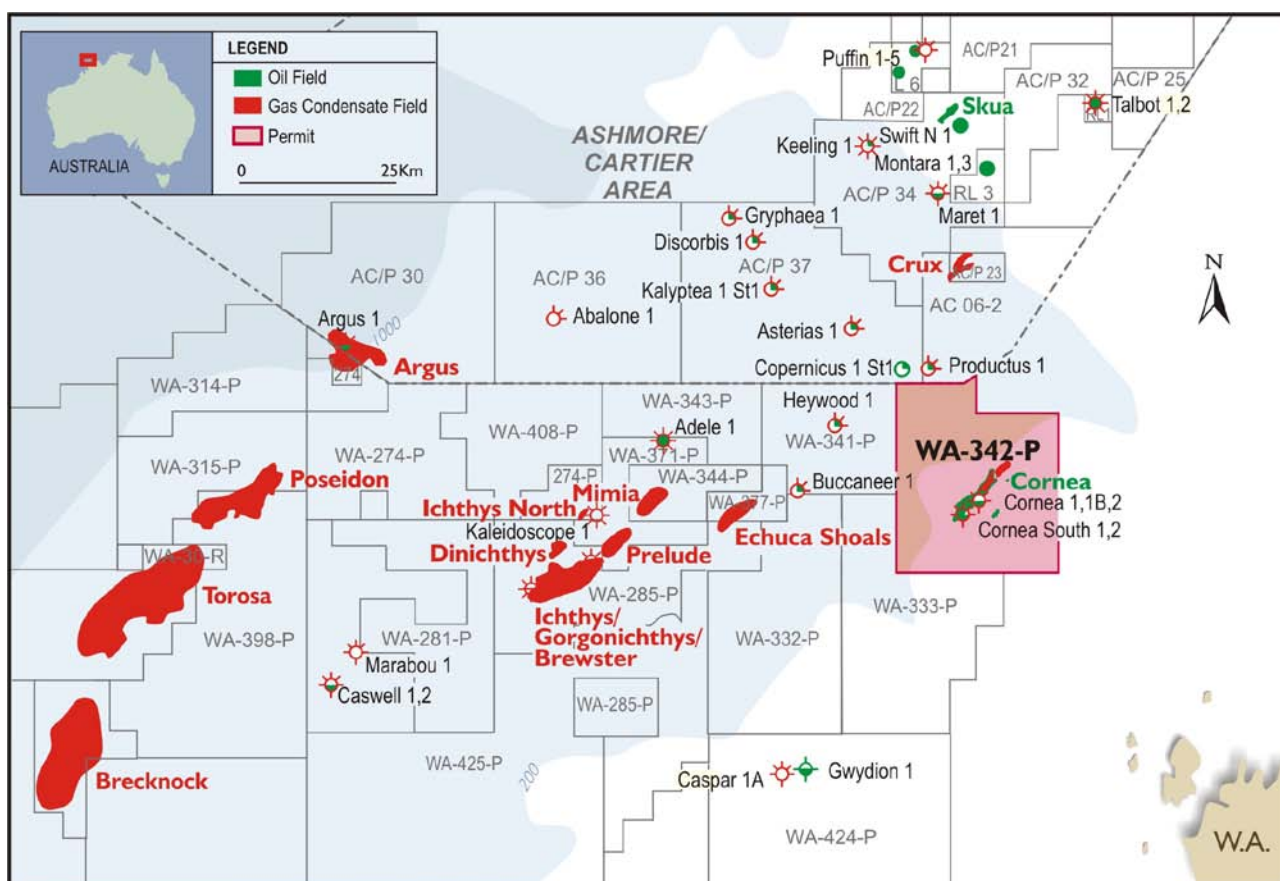 LEGEND
Oil Field
Gas Condensate Field
Permit
0 25Km
AUSTRALIA
ASHMORE/
CARTIER
AREA
Puffin 1-5
AC/P21
L 6
AC/P22
AC/P 32
AC/P 25
RL1
Talbot 1,2
Skua
Swift N 1
Keeling 1
Montara 1,3
AC/P 34
RL 3
Maret 1
Gryphaea 1
Discorbis 1
AC/P 37
Kalyptea 1 St1
Crux
AC/P 23
AC 06-2
AC/P 30
AC/P 36
Abalone 1
Asterias 1
Argus 1
1000
Argus
274
Copernicus 1 St1
Productus 1
N
WA-314-P
WA-343-P
Heywood 1
WA-408-P
Adele 1
WA-341-P
WA-371-P
WA-342-P
WA-315-P
WA-274-P
Poseidon
274-P
WA-344-P
Mimia
Buccaneer 1
Cornea
WA-277-P
Cornea 1,1B,2
Ichthys North
Kaleidoscope 1
Cornea South 1,2
Echuca Shoals
Dinichthys
Prelude
WA-30-R
Torosa
WA-285-P
WA-333-P
Ichthys/
Gorgonichthys/
Brewster
WA-398-P
WA-281-P
WA-332-P
Marabou 1
Caswell 1,2
WA-285-P
Brecknock
WA-425-P
200
Caspar 1A
Gwydion 1
WA-424-P
W.A.